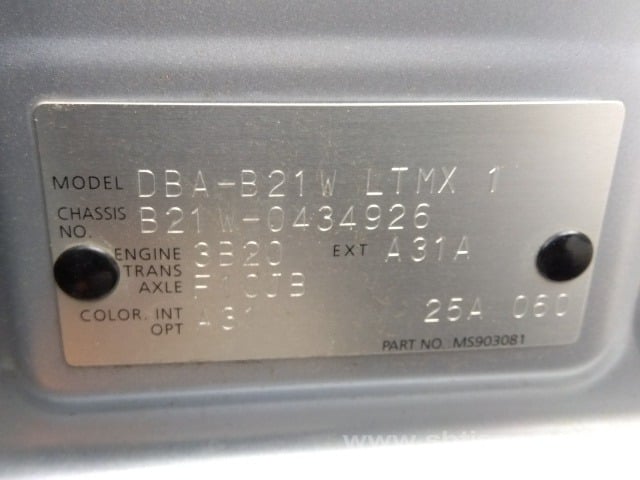 MODEL DBA-B21W LTMX 1
CHASSIS NO. B21W-0434926
ENGINE 3B20 EXT A31A
TRANS AXLE F1CJB
COLOR. INT OPT A31 25A 060
PART NO.: MS903081